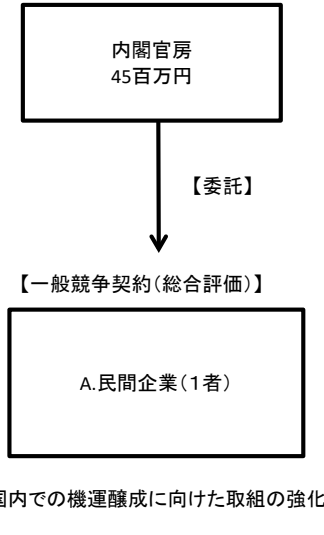 内閣官房
45百万円
【委託】
【一般競争契約(総合評価)】
A.民間企業(1者)
国内での機運醸成に向けた取組の強化